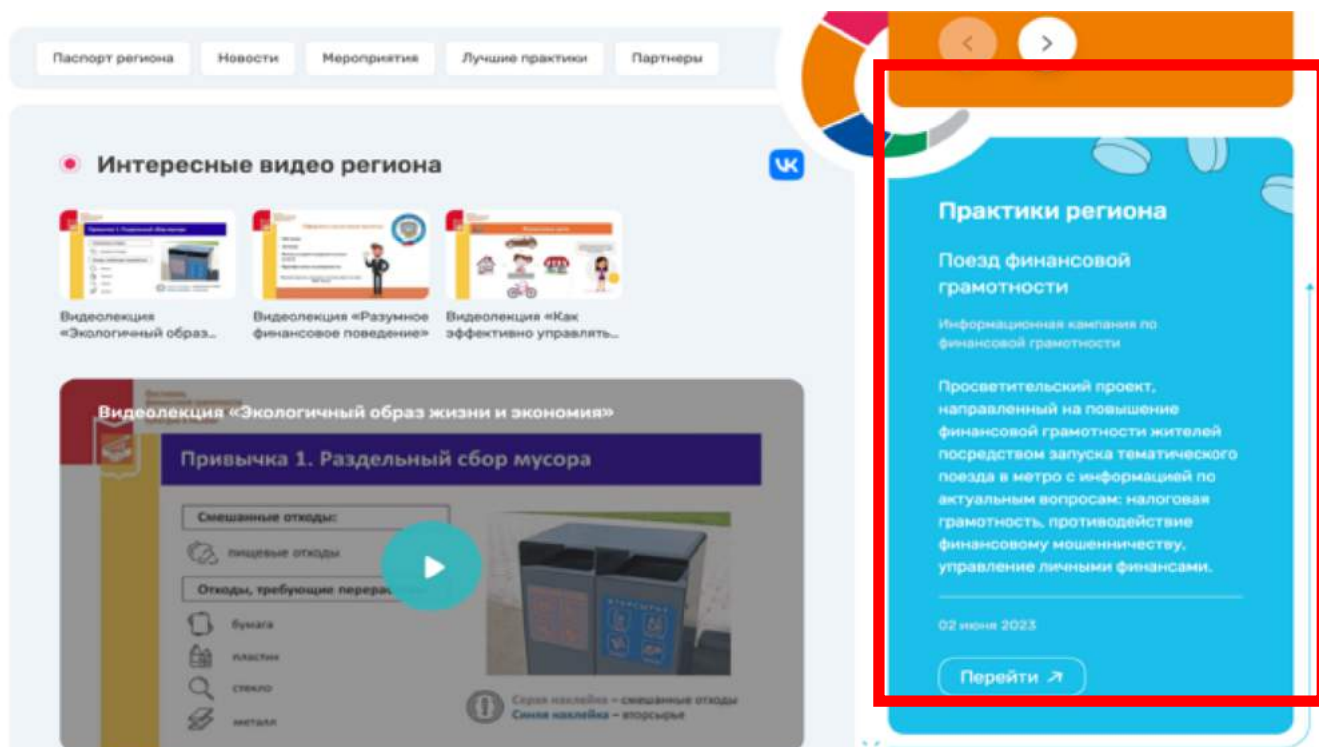 Паспорт региона
Новости
Мероприятия
Лучшие практики
Партнеры
Интересные видео региона
Видеолекция
«Экологичный образ...
Видеолекция «Разумное
финансовое поведение»
Видеолекция «Как
эффективно управлять...
Видеолекция «Экологичный образ жизни и экономия»
Привычка 1. Раздельный сбор мусора
Смешанные отходы:
пищевые отходы
Отходы, требующие перера
бумага
пластик
стекло
металл
ВТОРСЫРЬЕ
Серая наклейка – смешанные отходы
Синяя наклейка – вторсырье
Практики региона
Поезд финансовой
грамотности
Информационная кампания по
финансовой грамотности
Просветительский проект,
направленный на повышение
финансовой грамотности жителей
посредством запуска тематического
поезда в метро с информацией по
актуальным вопросам: налоговая
грамотность, противодействие
финансовому мошенничеству,
управление личными финансами.
02 июня 2023
Перейти